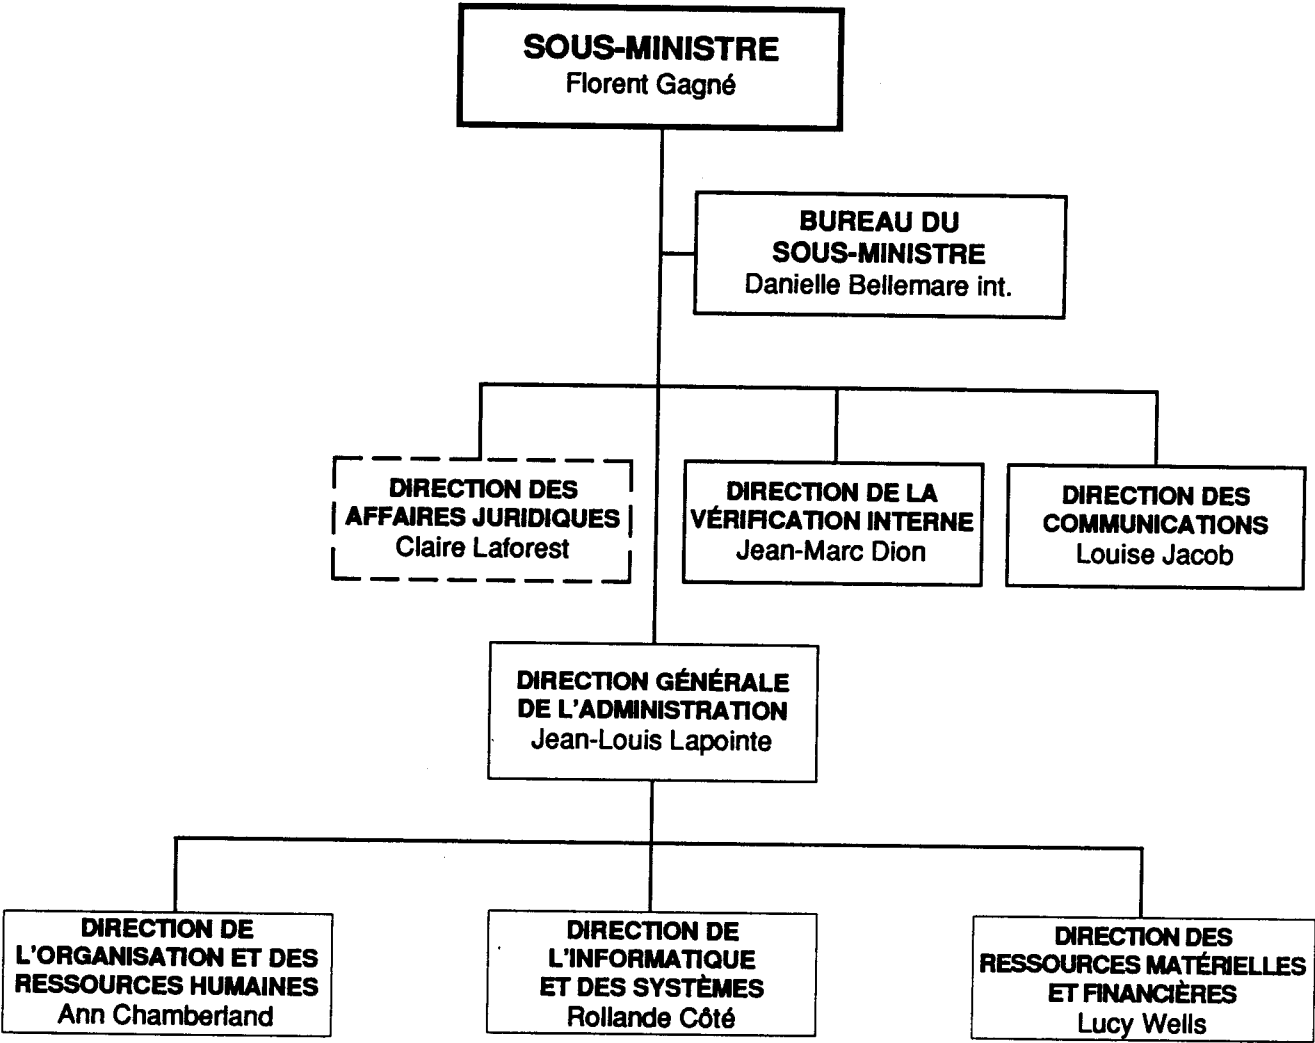 SOUS-MINISTRE
Florent Gagné
BUREAU DU
SOUS-MINISTRE
Danielle Bellemare int.
DIRECTION DES
AFFAIRES JURIDIQUES
Claire Laforest
DIRECTION DE LA
VÉRIFICATION INTERNE
Jean-Marc Dion
DIRECTION DES
COMMUNICATIONS
Louise Jacob
DIRECTION GÉNÉRALE
DE L'ADMINISTRATION
Jean-Louis Lapointe
DIRECTION DE
L'ORGANISATION ET DES
RESSOURCES HUMAINES
Ann Chamberland
DIRECTION DE
L'INFORMATIQUE
ET DES SYSTÈMES
Rollande Côté
DIRECTION DES
RESSOURCES MATÉRIELLES
ET FINANCIÈRES
Lucy Wells